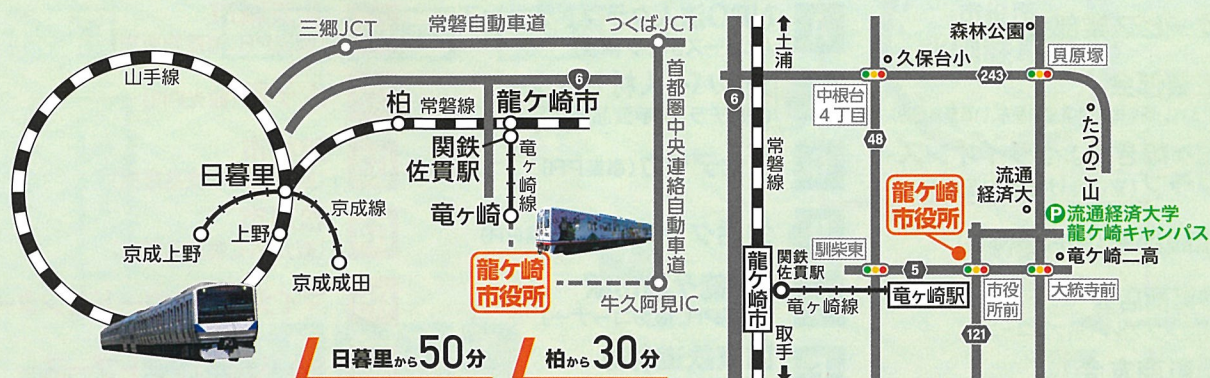 三郷JCT
常磐自動車道
つくばJCT
山手線
6
柏
常磐線
龍ケ崎市
首都圏中央連絡自動車道
関鉄
佐貫駅
竜ヶ崎線
日暮里
京成線
竜ヶ崎
京成上野
上野
京成成田
龍ケ崎
市役所
牛久阿見IC
日暮里から50分
柏から30分
土浦
6
常磐線
龍ケ崎市
取手
関鉄
佐貫駅
竜ヶ崎線
竜ヶ崎駅
森林公園
久保台小
243
貝原塚
中根台
4丁目
48
たつのこ山
流通
経済大
龍ケ崎
市役所
P 流通経済大学
龍ケ崎キャンパス
馴柴東
5
竜ヶ崎二高
市役
所前
大統寺前
121